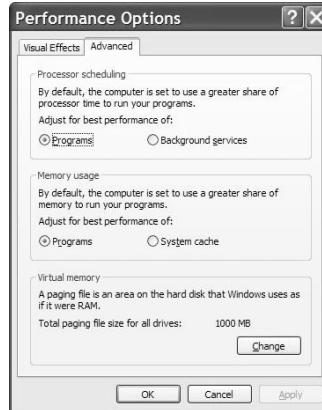 Performance Options
Visual Effects Advanced
Processor scheduling
By default, the computer is set to use a greater share of
processor time to run your programs.
Adjust for best performance of:
Programs Background services
Memory usage
By default, the computer is set to use a greater share of
memory to run your programs.
Adjust for best performance of:
Programs System cache
Virtual memory
A paging file is an area on the hard disk that Windows uses as
if it were RAM.
Total paging file size for all drives: 1000 MB
Change
OK Cancel Apply